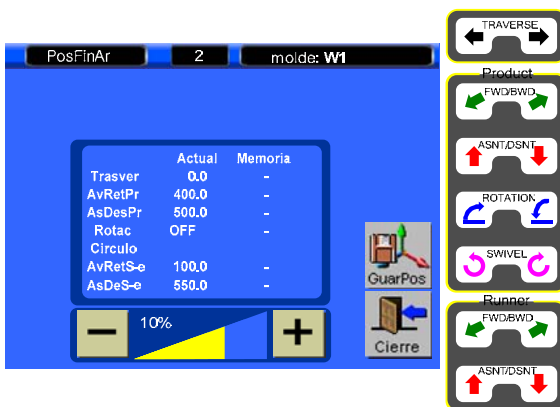 PosFinAr 2 molde: W1
Actual Memoria
Trasver 0.0 -
AvRetPr 400.0 -
AsDesPr 500.0 -
Rotac OFF -
Circulo
AvRetS-e 100.0 -
AsDeS-e 550.0 -
10%
GuarPos
Cierre
TRAVERSE
Product
FWD/BWD
ASNT/DSNT
ROTATION
SWIVEL
Runner
FWD/BWD
ASNT/DSNT